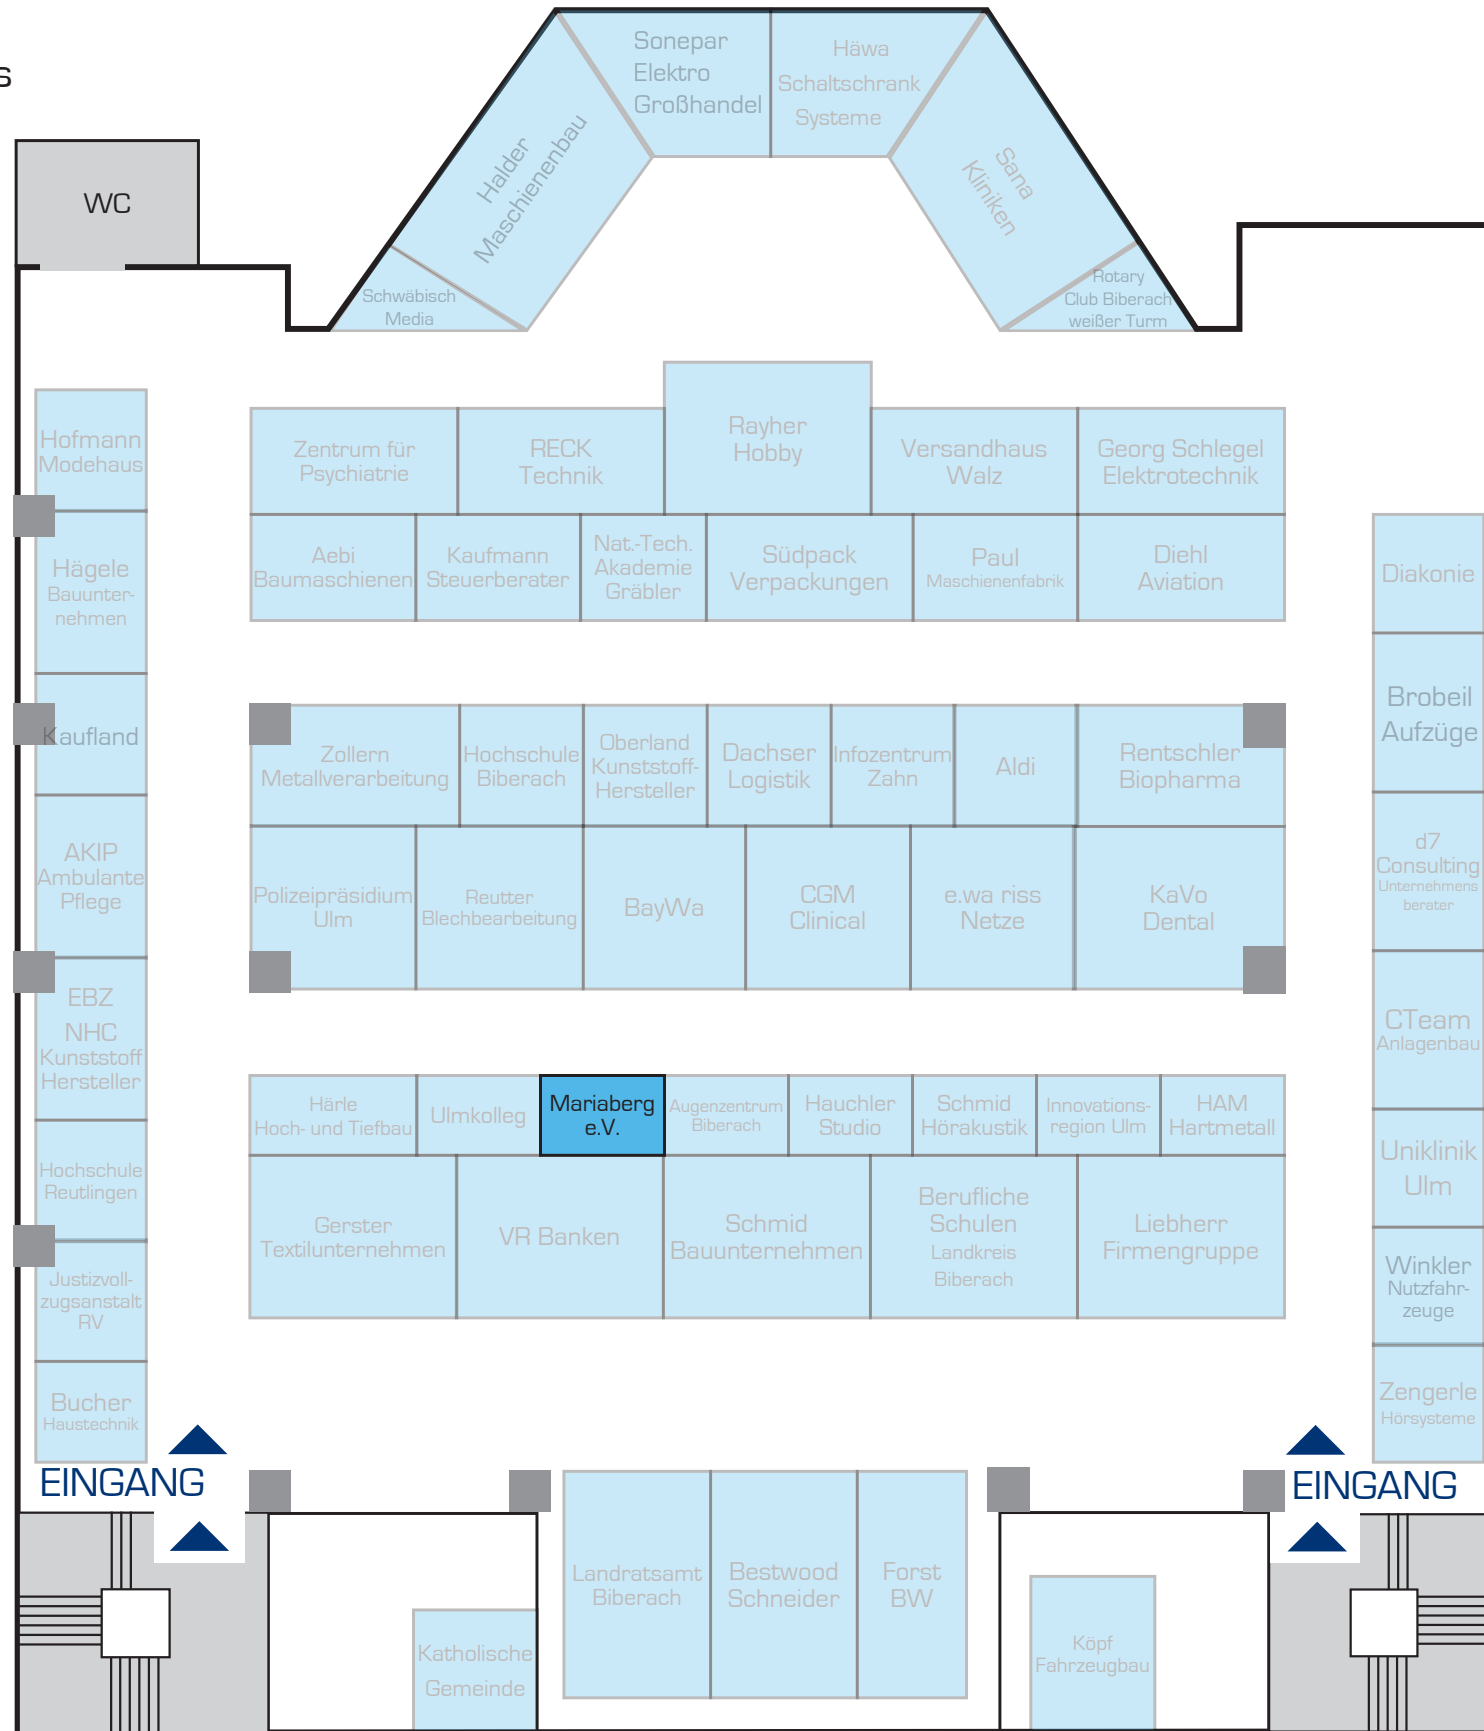 s
Sonepar
Elektro
Großhandel
Häwa
Schaltschrank
Systeme
Halder
Maschienenbau
Sana
Kliniken
WC
Schwäbisch
Media
Rotary
Club Biberach
weißer Turm
Hofmann
Modehaus
Hägele
Bauunter-
nehmen
Kaufland
AKIP
Ambulante
Pflege
EBZ
NHC
Kunststoff
Hersteller
Hochschule
Reutlingen
Justizvoll-
zugsanstalt
RV
Bucher
Haustechnik
Zentrum für
Psychiatrie
RECK
Technik
Rayher
Hobby
Versandhaus
Walz
Georg Schlegel
Elektrotechnik
Aebi
Baumaschienen
Kaufmann
Steuerberater
Nat.-Tech.
Akademie
Gräbler
Südpack
Verpackungen
Paul
Maschienenfabrik
Diehl
Aviation
Zollern
Metallverarbeitung
Hochschule
Biberach
Oberland
Kunststoff-
Hersteller
Dachser
Logistik
Infozentrum
Zahn
Aldi
Rentschler
Biopharma
Polizeipräsidium
Ulm
Reutter
Blechbearbeitung
BayWa
CGM
Clinical
e.wa riss
Netze
KaVo
Dental
Härle
Hoch- und Tiefbau
Ulmkolleg
Mariaberg
e.V.
Augenzentrum
Biberach
Hauchler
Studio
Schmid
Hörakustik
Innovations-
region Ulm
HAM
Hartmetall
Gerster
Textilunternehmen
VR Banken
Schmid
Bauunternehmen
Berufliche
Schulen
Landkreis
Biberach
Liebherr
Firmengruppe
Diakonie
Brobeil
Aufzüge
d7
Consulting
Unternehmens
berater
CTeam
Anlagenbau
Uniklinik
Ulm
Winkler
Nutzfahr-
zeuge
Zengerle
Hörsysteme
EINGANG
EINGANG
Landratsamt
Biberach
Bestwood
Schneider
Forst
BW
Katholische
Gemeinde
Köpf
Fahrzeugbau